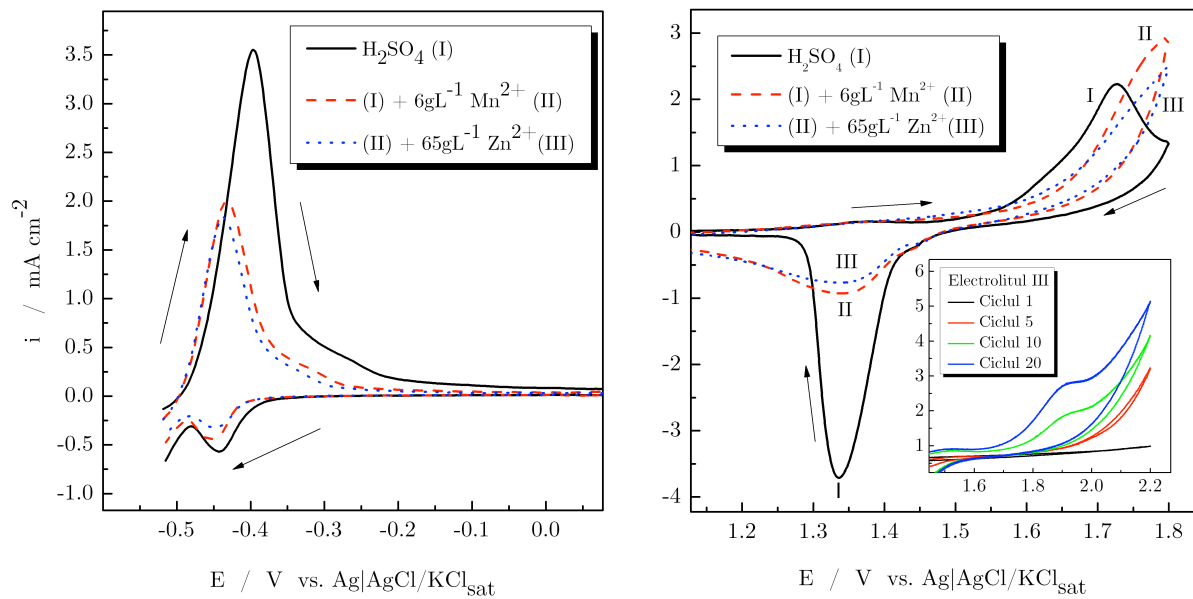 H₂SO₄ (I)
(I) + 6gL⁻¹ Mn²⁺ (II)
(II) + 65gL⁻¹ Zn²⁺(III)
3.5
3.0
2.5
2.0
1.5
1.0
0.5
0.0
-0.5
-1.0
i / mA cm⁻²
-0.5 -0.4 -0.3 -0.2 -0.1 0.0
E / V vs. Ag|AgCl/KCl_sat
H₂SO₄ (I)
(I) + 6gL⁻¹ Mn²⁺ (II)
(II) + 65gL⁻¹ Zn²⁺(III)
3
2
1
0
-1
-2
-3
-4
II
I
III
III
II
I
Electrolitul III
Ciclul 1
Ciclul 5
Ciclul 10
Ciclul 20
6
5
4
3
2
1
1.6 1.8 2.0 2.2
1.2 1.3 1.4 1.5 1.6 1.7 1.8
E / V vs. Ag|AgCl/KCl_sat